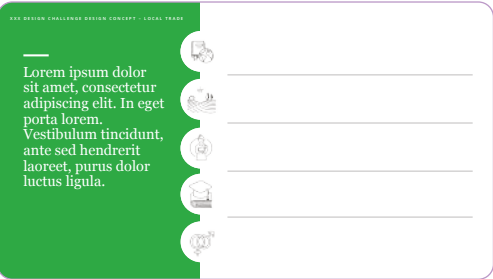 XXX DESIGN CHALLENGE DESIGN CONCEPT – LOCAL TRADE
Lorem ipsum dolor
sit amet, consectetur
adipiscing elit. In eget
porta lorem.
Vestibulum tincidunt,
ante sed hendrerit
laoreet, purus dolor
luctus ligula.